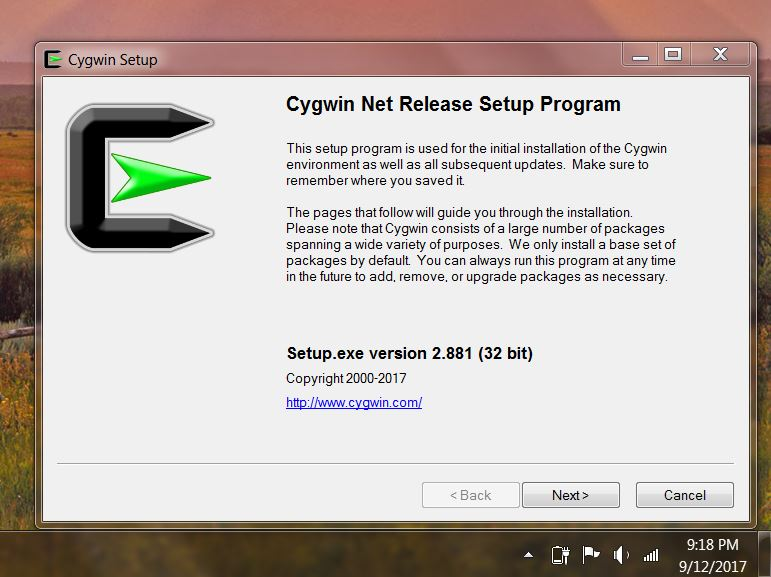 Cygwin Setup
Cygwin Net Release Setup Program
This setup program is used for the initial installation of the Cygwin
environment as well as all subsequent updates.  Make sure to
remember where you saved it.
The pages that follow will guide you through the installation.
Please note that Cygwin consists of a large number of packages
spanning a wide variety of purposes.  We only install a base set of
packages by default.  You can always run this program at any time
in the future to add, remove, or upgrade packages as necessary.
Setup.exe version 2.881 (32 bit)
Copyright 2000-2017
http://www.cygwin.com/
< Back
Next >
Cancel
9:18 PM
9/12/2017